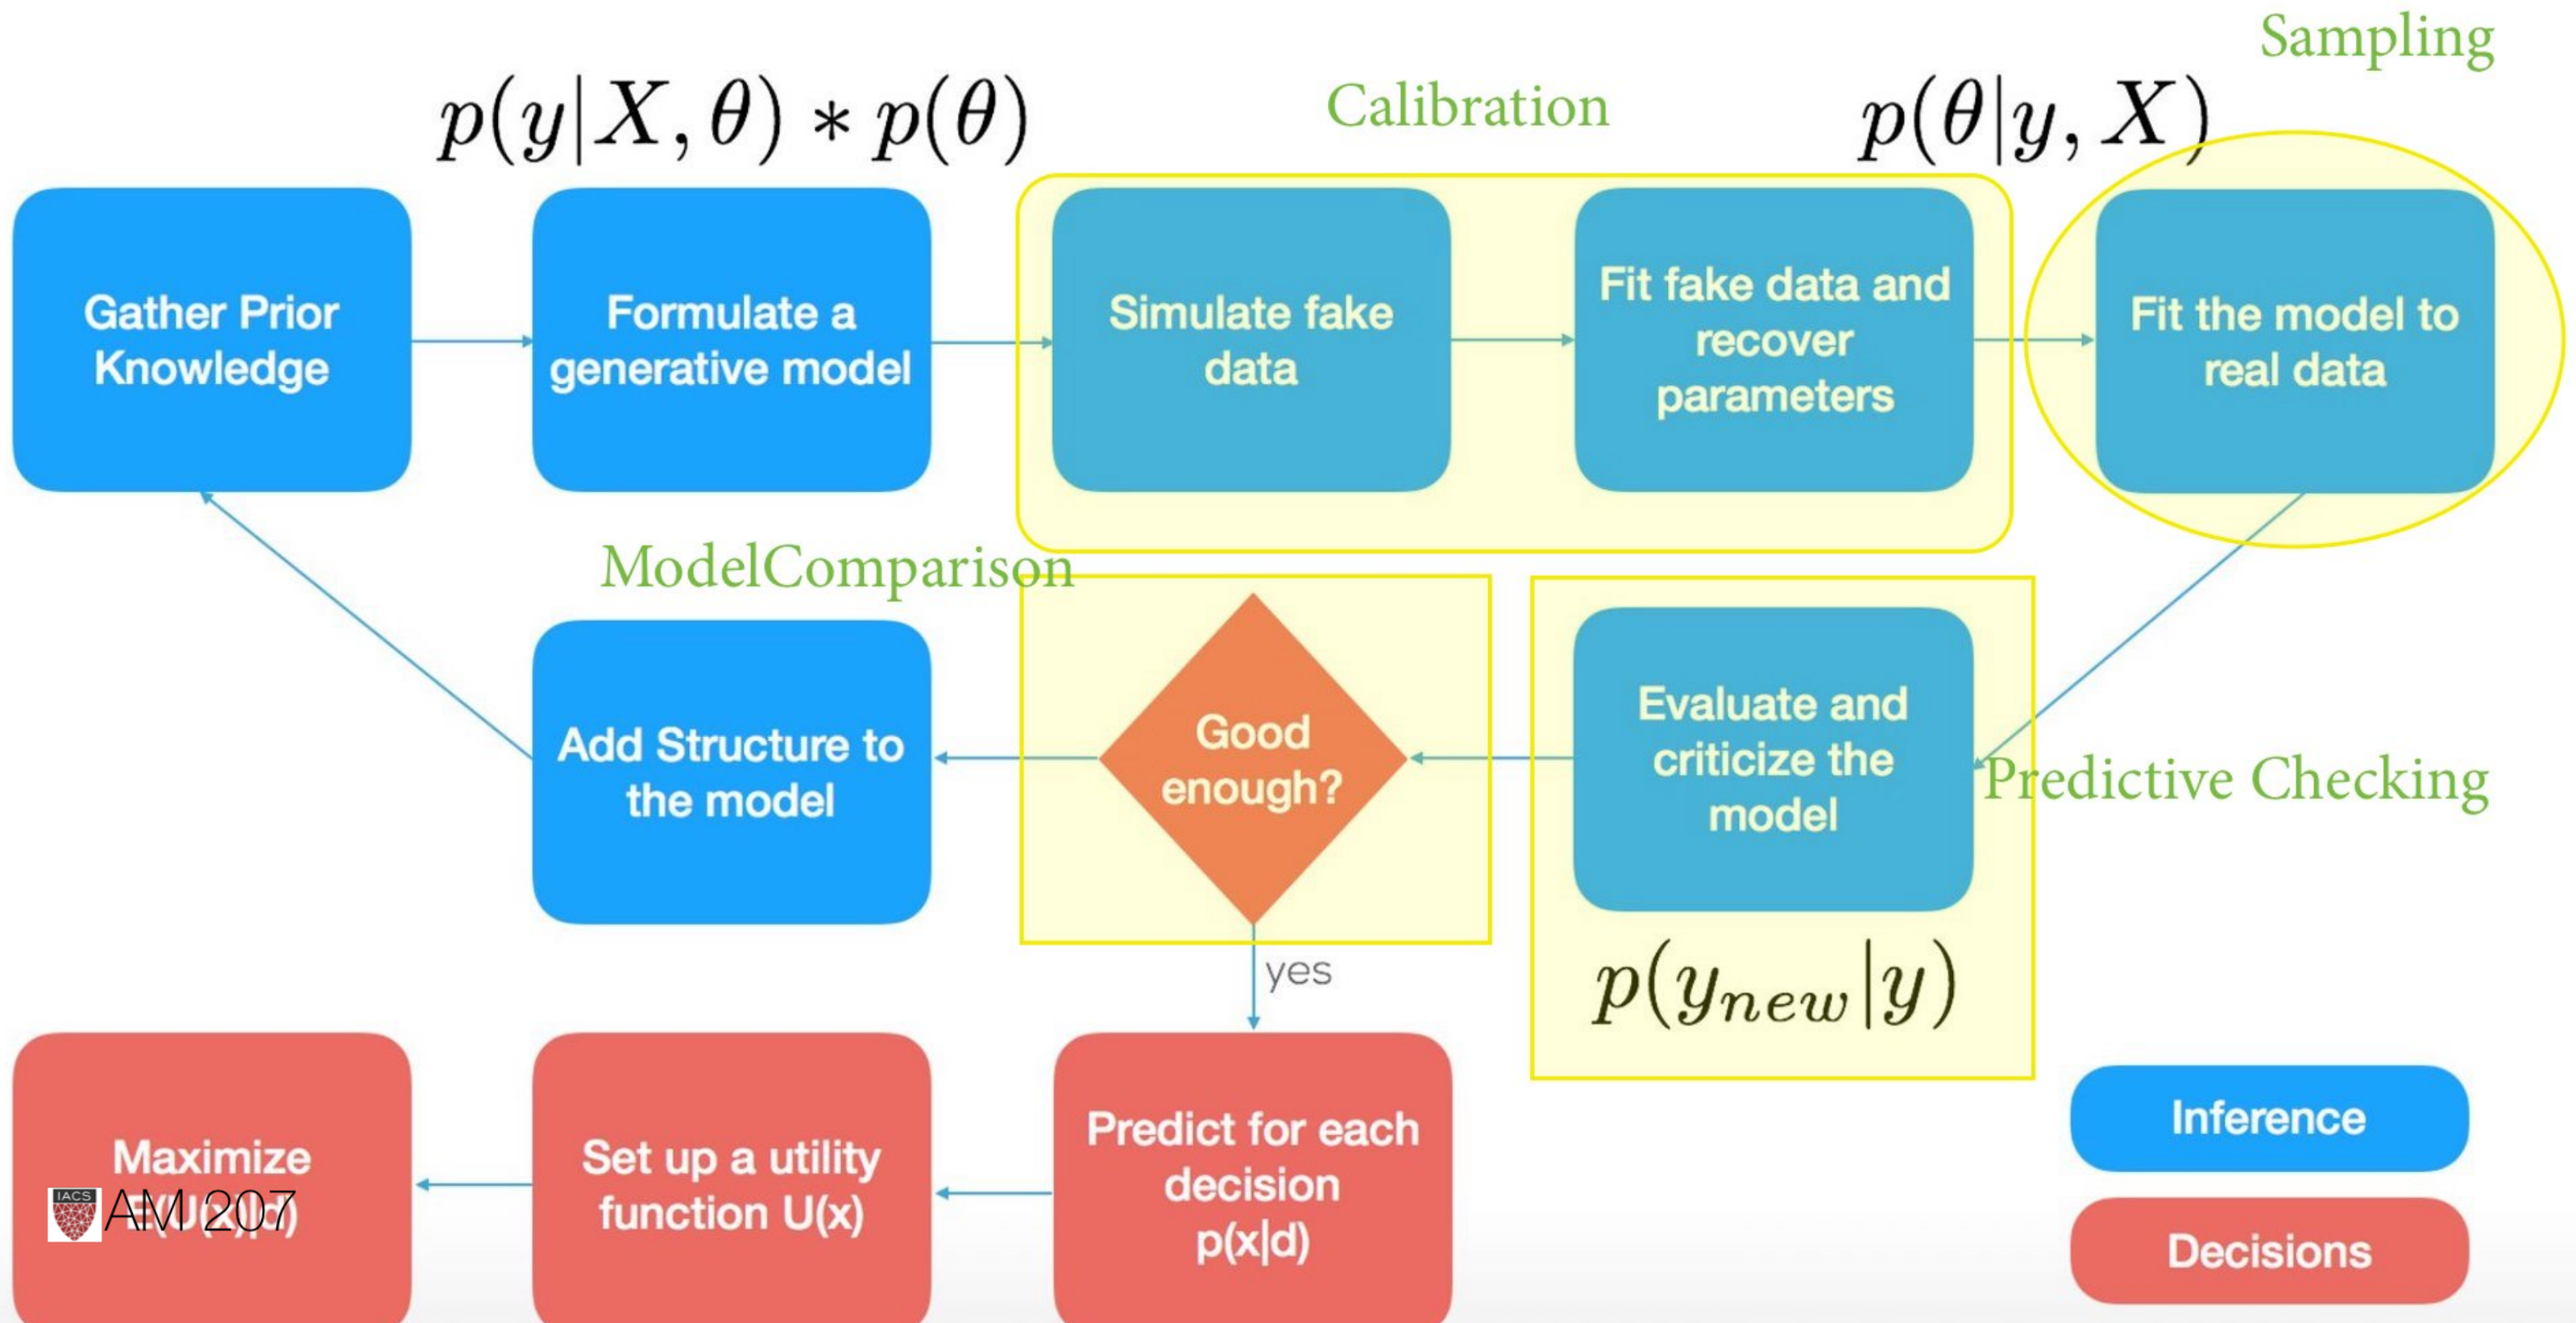 Sampling
p(y|X, θ) * p(θ)
Calibration
p(θ|y, X)
Gather Prior
Knowledge
Formulate a
generative model
Simulate fake
data
Fit fake data and
recover
parameters
Fit the model to
real data
ModelComparison
Add Structure to
the model
Good
enough?
Evaluate and
criticize the
model
Predictive Checking
p(y_new|y)
yes
Maximize
E(U(x)|d)
IACS
AM 207
Set up a utility
function U(x)
Predict for each
decision
p(x|d)
Inference
Decisions